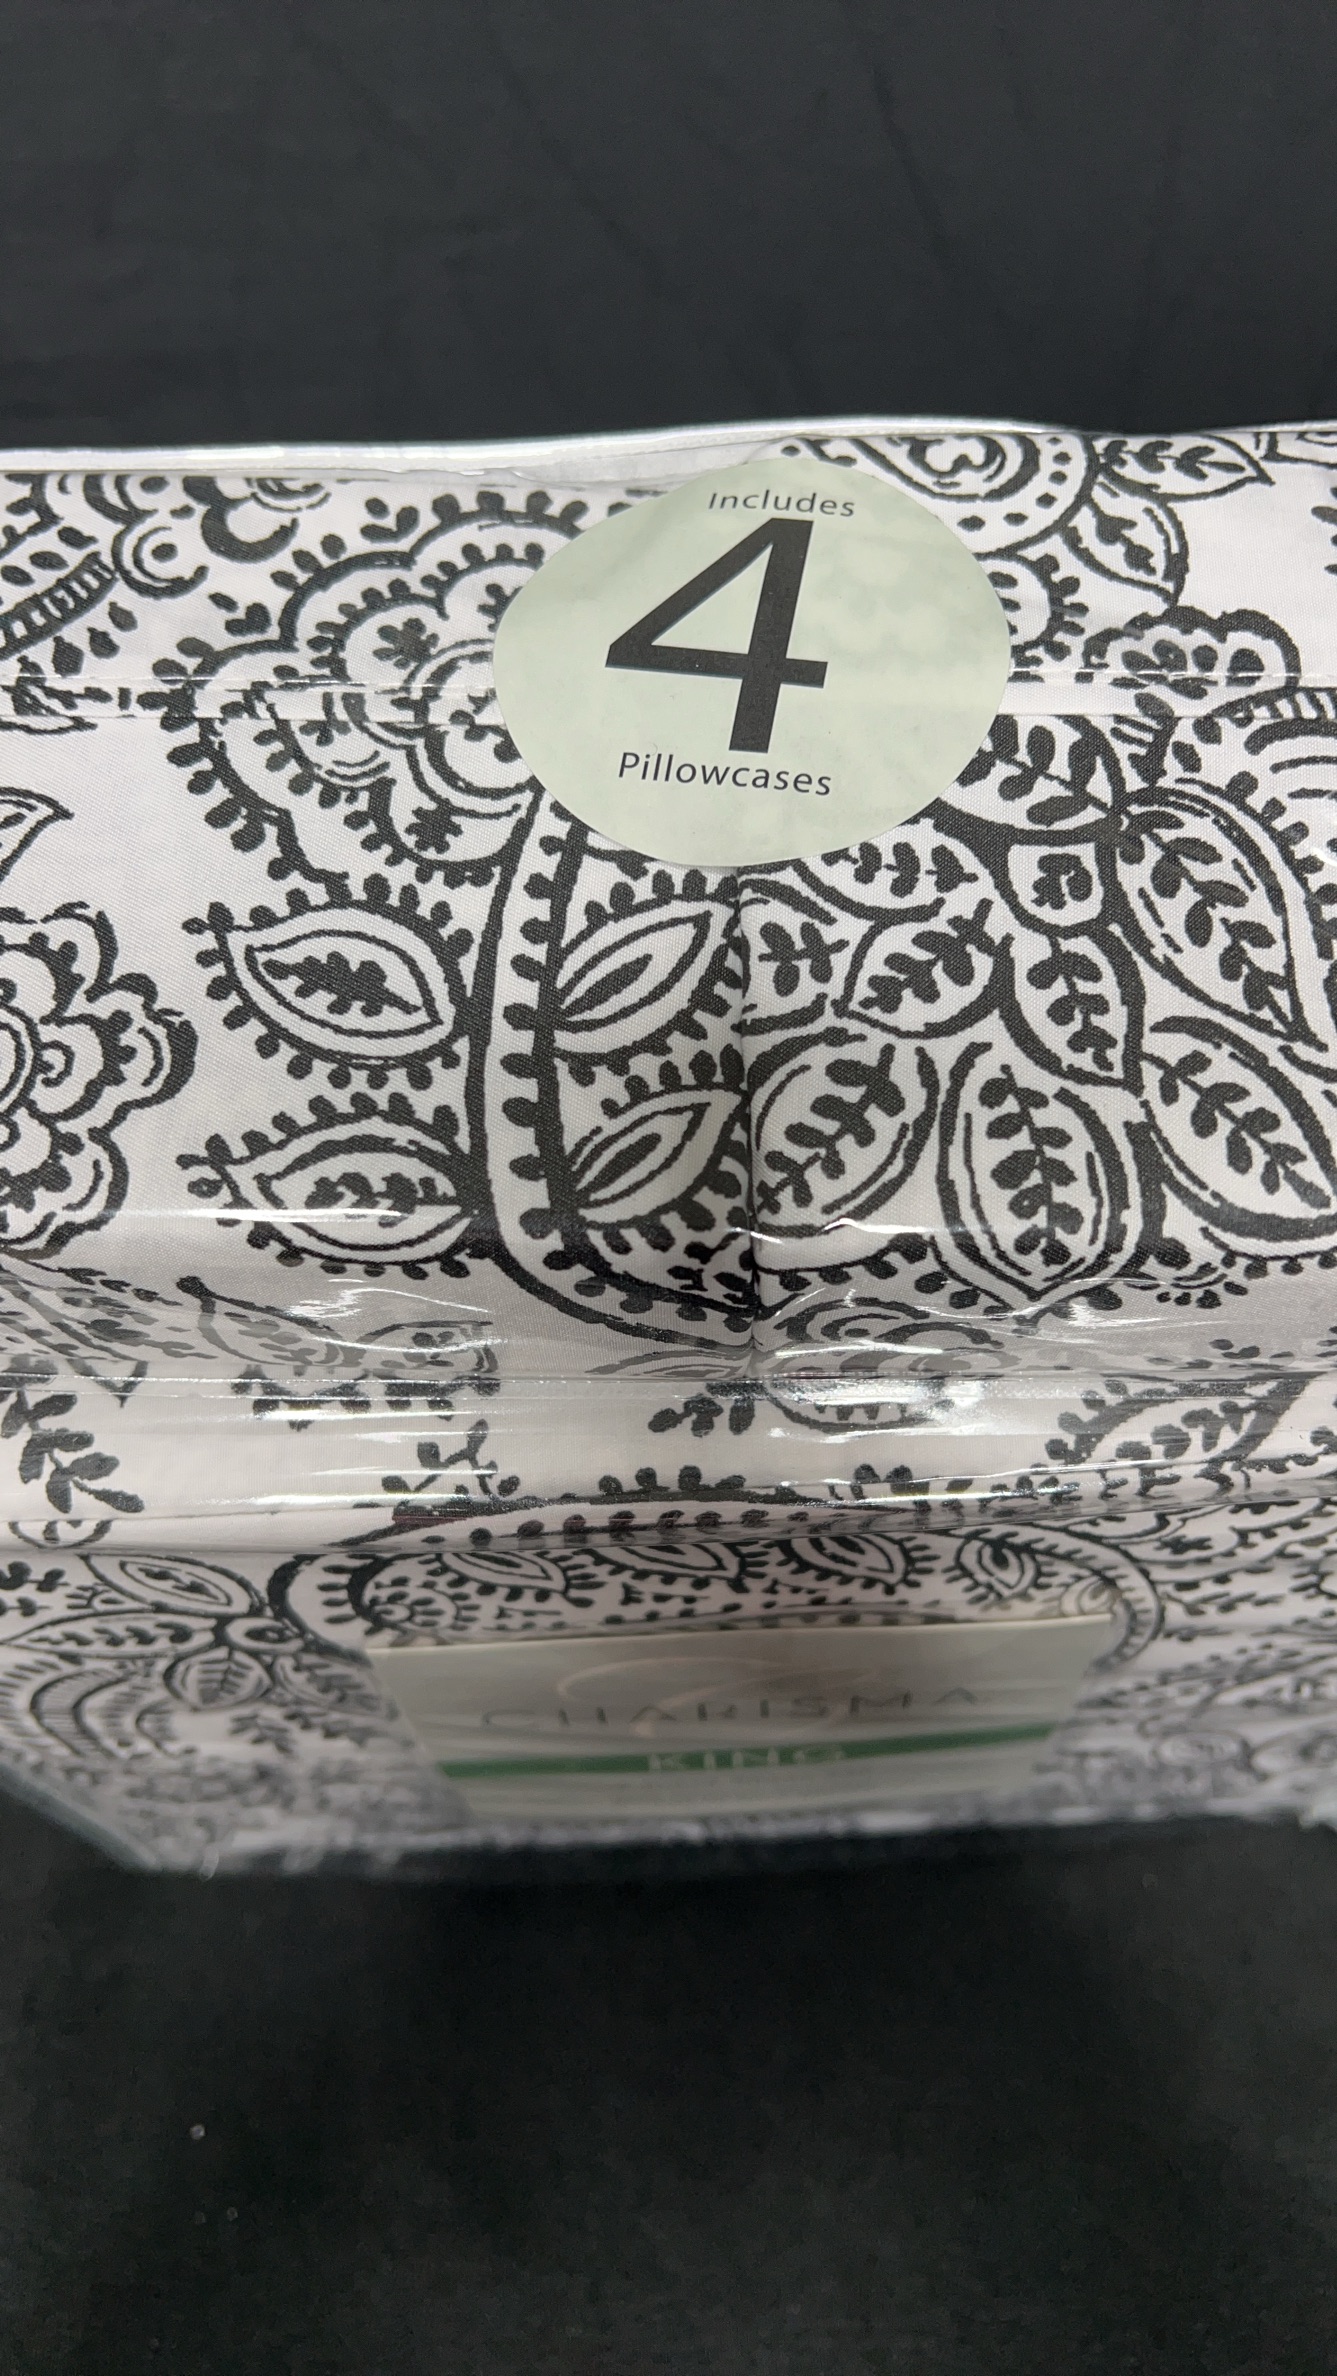 Includes
4
Pillowcases
CHARISMA
KING